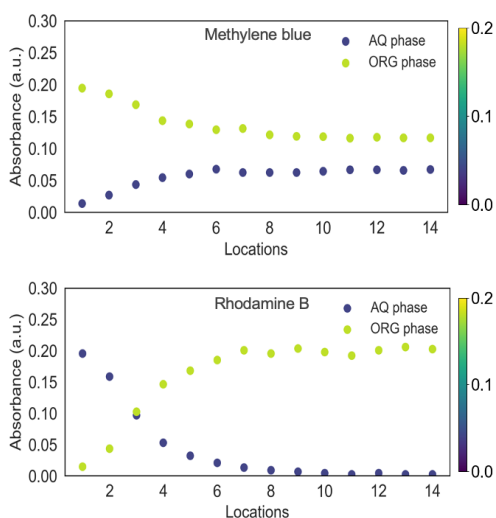 Methylene blue
AQ phase
ORG phase
Absorbance (a.u.)
0.30
0.25
0.20
0.15
0.10
0.05
0.00
2 4 6 8 10 12 14
Locations
0.2
0.1
0.0
Rhodamine B
AQ phase
ORG phase
Absorbance (a.u.)
0.30
0.25
0.20
0.15
0.10
0.05
0.00
2 4 6 8 10 12 14
Locations
0.2
0.1
0.0